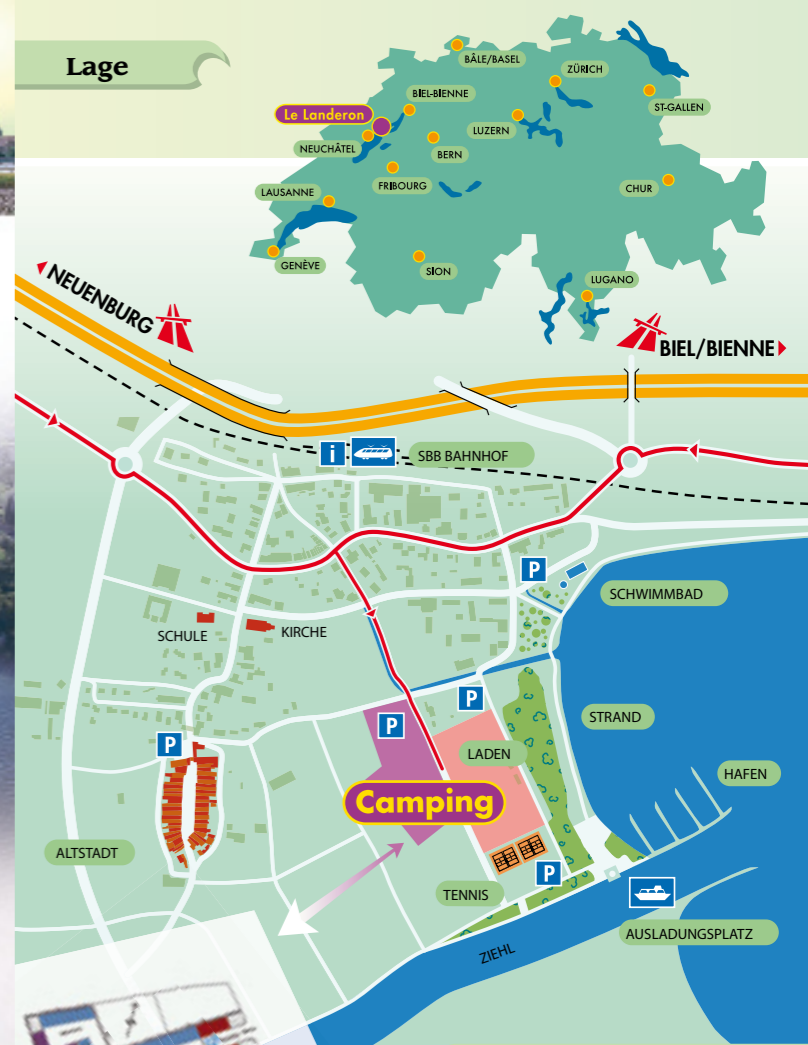 Lage
BÂLE/BASEL
ZÜRICH
BIEL-BIENNE
ST-GALLEN
Le Landeron
LUZERN
NEUCHÂTEL
BERN
FRIBOURG
CHUR
LAUSANNE
GENÈVE
SION
LUGANO
NEUENBURG
BIEL/BIENNE
i
SBB BAHNHOF
P
SCHWIMMBAD
SCHULE
KIRCHE
P
P
STRAND
P
LADEN
HAFEN
Camping
ALTSTADT
P
TENNIS
AUSLADUNGSPLATZ
ZIEHL